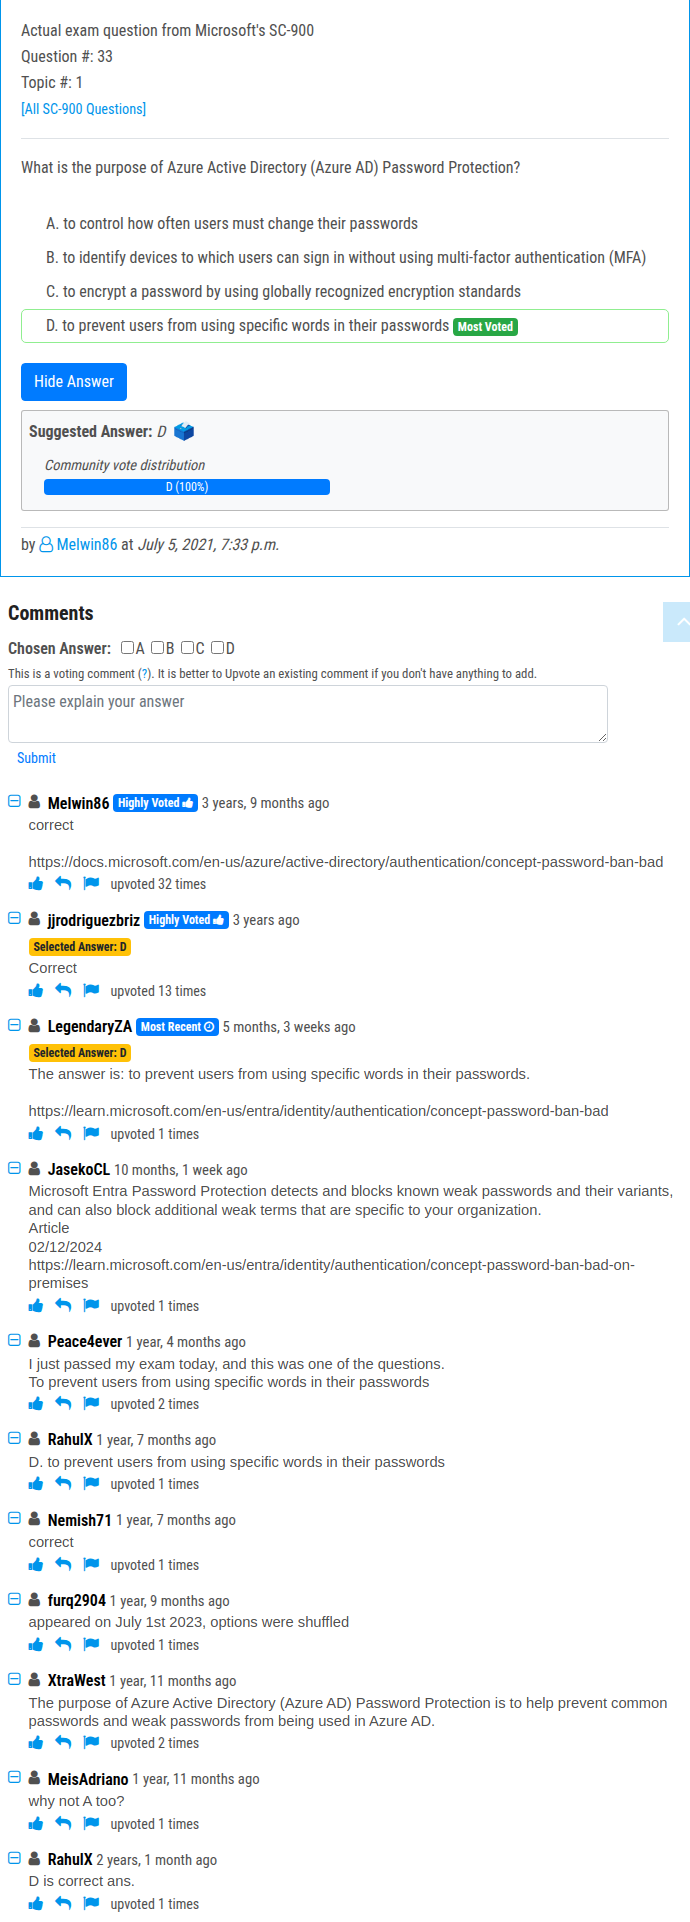 Actual exam question from Microsoft's SC-900
Question #: 33
Topic #: 1
[All SC-900 Questions]
What is the purpose of Azure Active Directory (Azure AD) Password Protection?
A. to control how often users must change their passwords
B. to identify devices to which users can sign in without using multi-factor authentication (MFA)
C. to encrypt a password by using globally recognized encryption standards
D. to prevent users from using specific words in their passwords Most Voted
Hide Answer
Suggested Answer: D
Community vote distribution
D (100%)
by Melwin86 at July 5, 2021, 7:33 p.m.
Comments
Chosen Answer: A B C D
This is a voting comment (?). It is better to Upvote an existing comment if you don't have anything to add.
Please explain your answer
Submit
Melwin86 Highly Voted 3 years, 9 months ago
correct
https://docs.microsoft.com/en-us/azure/active-directory/authentication/concept-password-ban-bad
upvoted 32 times
jjrodriguezbriz Highly Voted 3 years ago
Selected Answer: D
Correct
upvoted 13 times
LegendaryZA Most Recent 5 months, 3 weeks ago
Selected Answer: D
The answer is: to prevent users from using specific words in their passwords.
https://learn.microsoft.com/en-us/entra/identity/authentication/concept-password-ban-bad
upvoted 1 times
JasekoCL 10 months, 1 week ago
Microsoft Entra Password Protection detects and blocks known weak passwords and their variants,
and can also block additional weak terms that are specific to your organization.
Article
02/12/2024
https://learn.microsoft.com/en-us/entra/identity/authentication/concept-password-ban-bad-on-
premises
upvoted 1 times
Peace4ever 1 year, 4 months ago
I just passed my exam today, and this was one of the questions.
To prevent users from using specific words in their passwords
upvoted 2 times
RahulX 1 year, 7 months ago
D. to prevent users from using specific words in their passwords
upvoted 1 times
Nemish71 1 year, 7 months ago
correct
upvoted 1 times
furq2904 1 year, 9 months ago
appeared on July 1st 2023, options were shuffled
upvoted 1 times
XtraWest 1 year, 11 months ago
The purpose of Azure Active Directory (Azure AD) Password Protection is to help prevent common
passwords and weak passwords from being used in Azure AD.
upvoted 2 times
MeisAdriano 1 year, 11 months ago
why not A too?
upvoted 1 times
RahulX 2 years, 1 month ago
D is correct ans.
upvoted 1 times